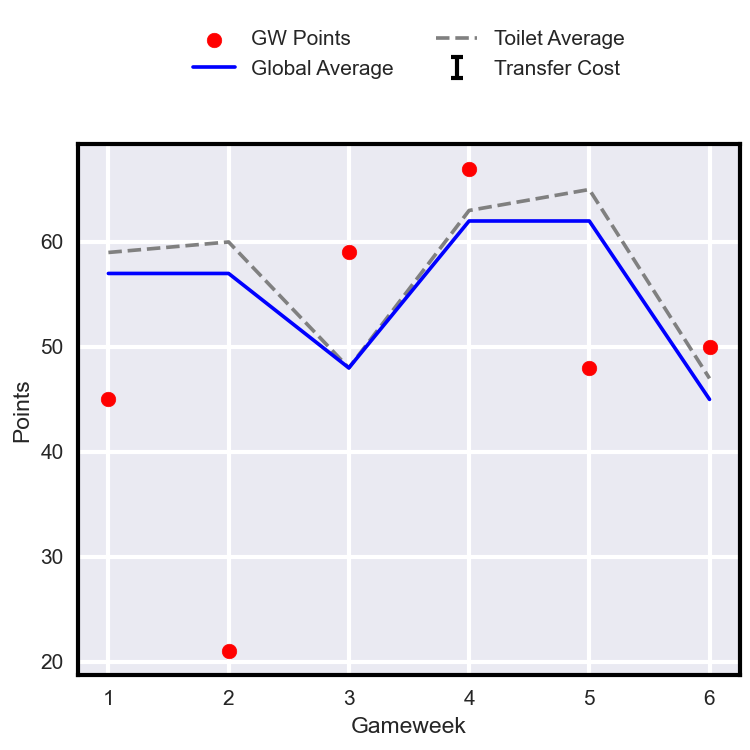 GW Points
Global Average
Toilet Average
Transfer Cost
60
50
40
30
20
Points
1 2 3 4 5 6
Gameweek